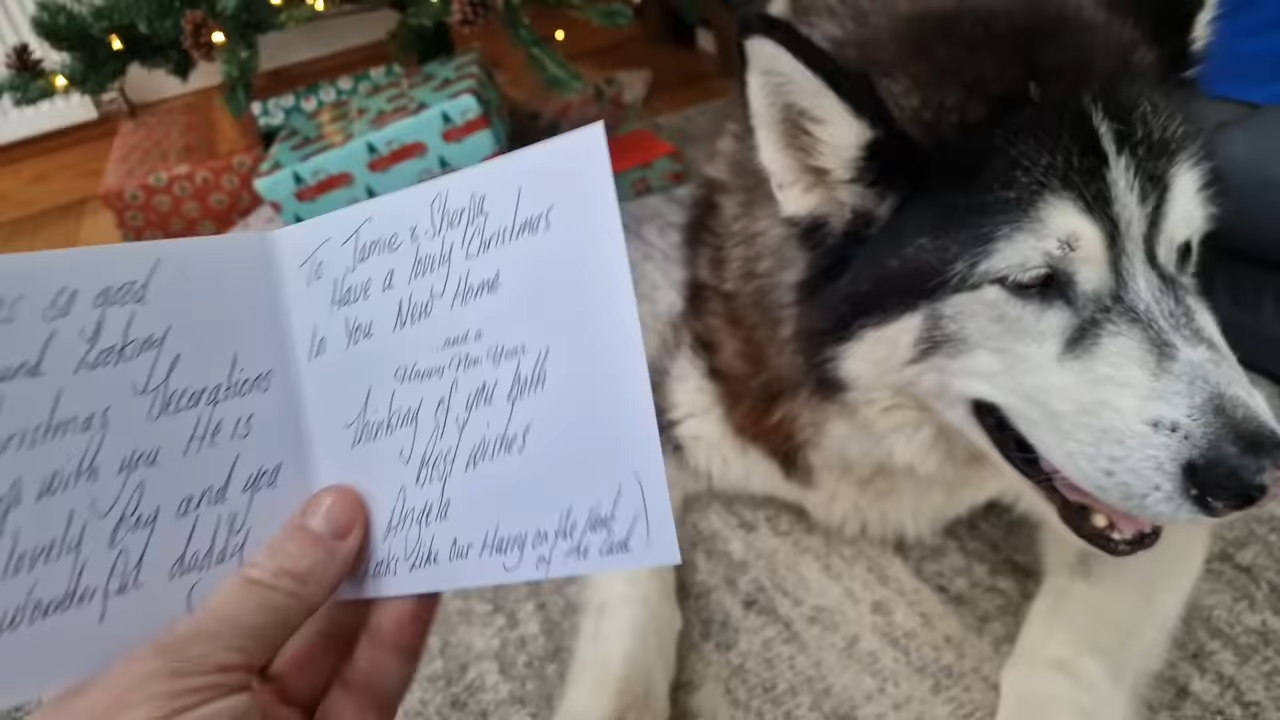 so good
and Looking
Christmas Decorations
with you He is
lovely Boy and you
wonderful daddy
To Jamie & Sherpa
Have a lovely Christmas
In You New Home
...and a
Happy New Year
Thinking of you both
Best wishes
Angela
Looks Like Our Harry on the front
of the card )